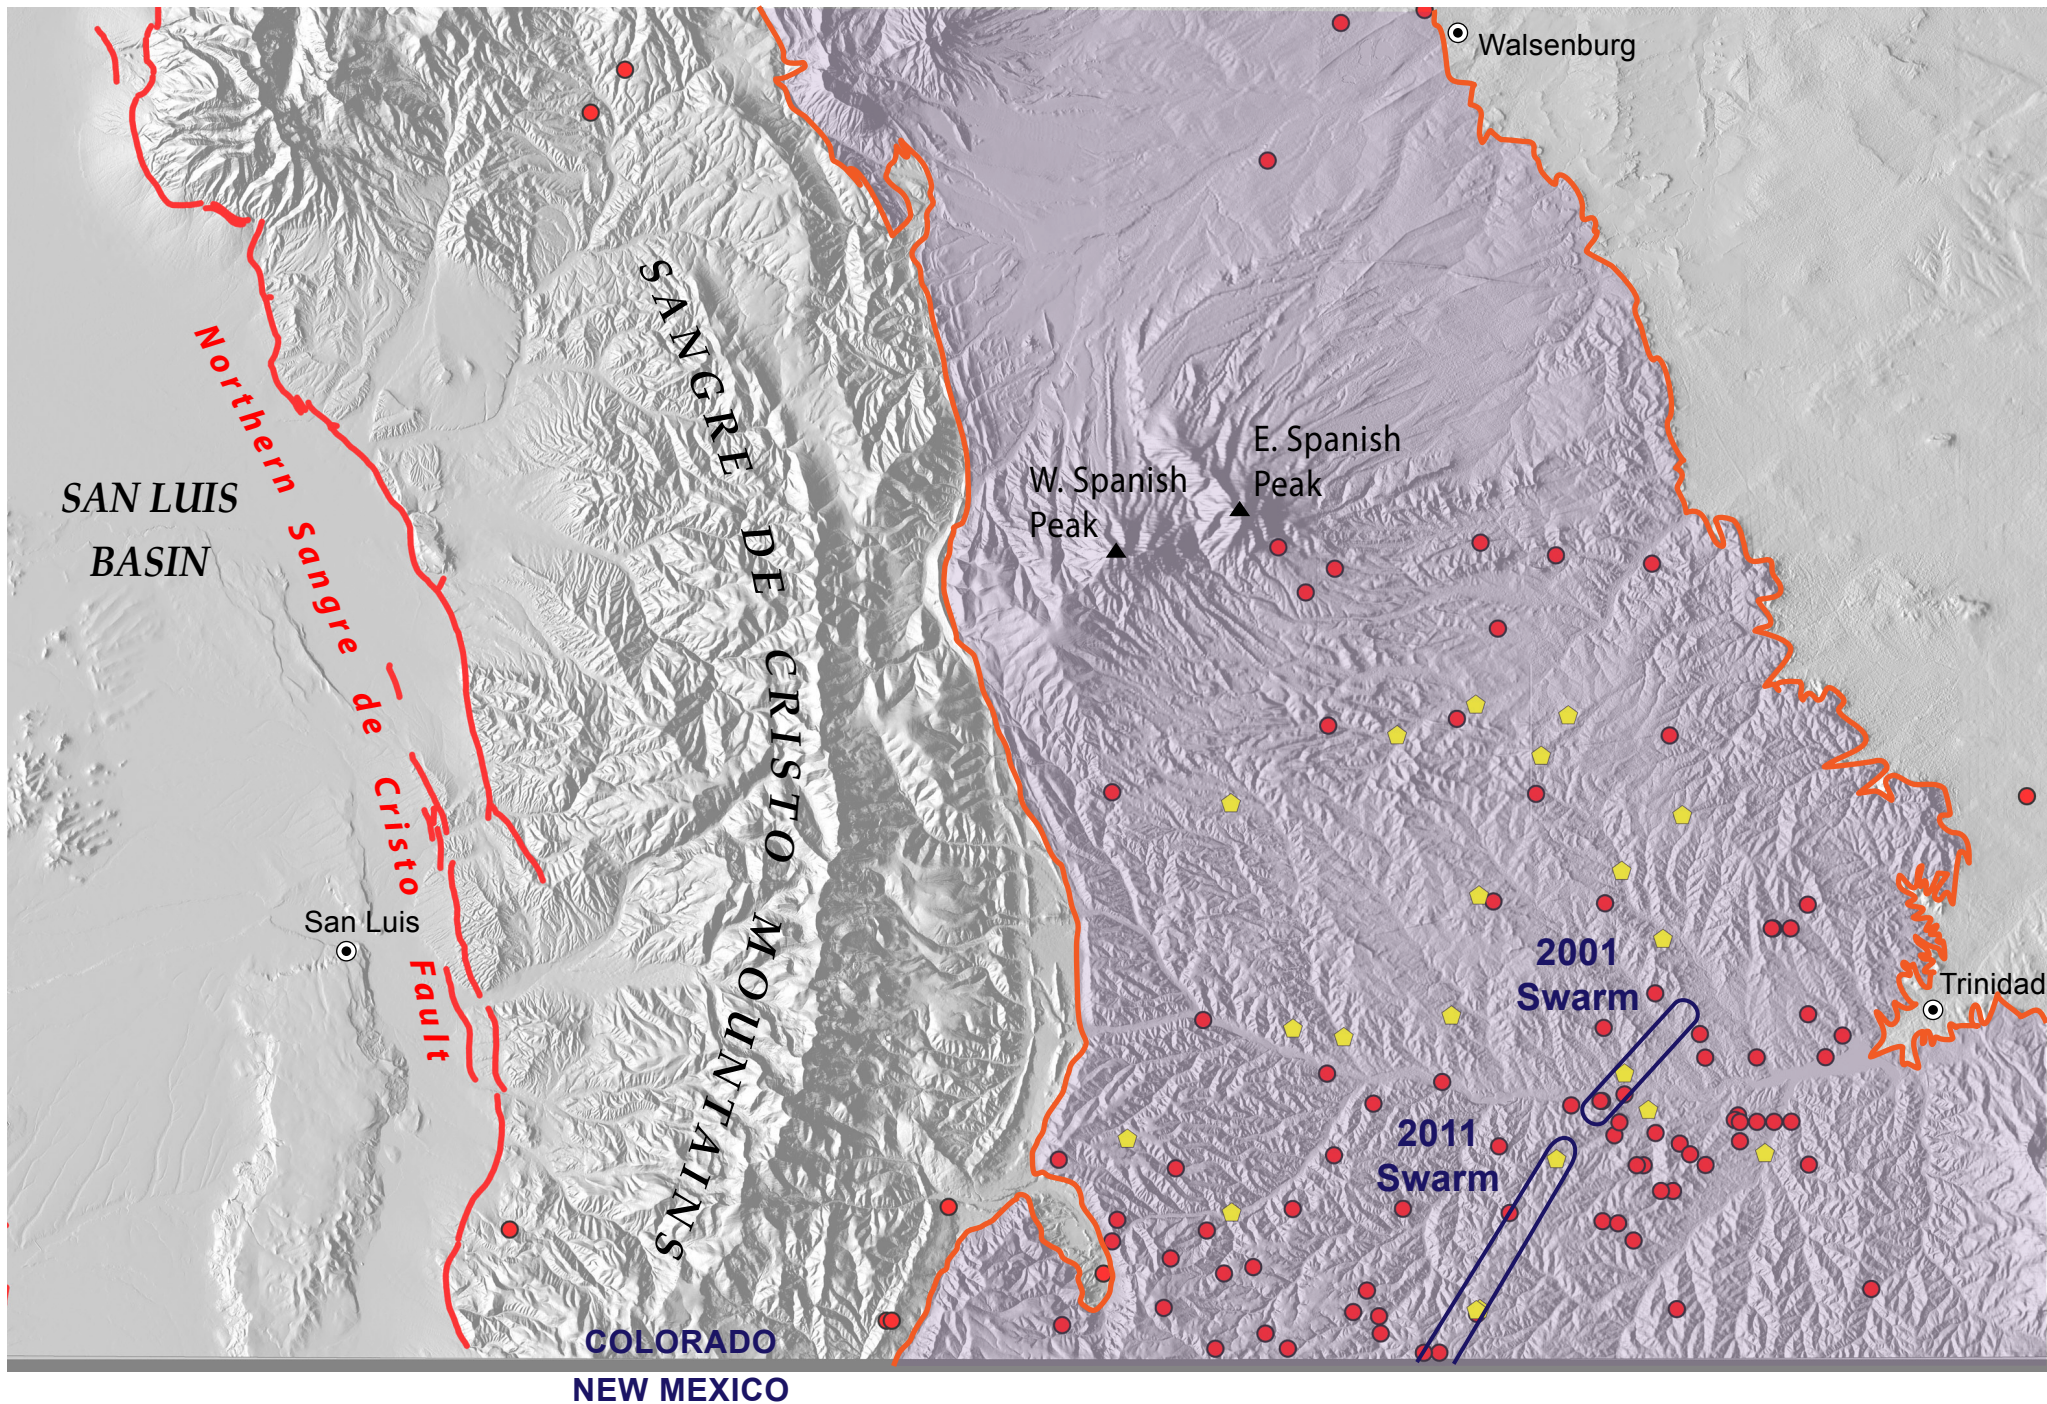 Walsenburg
SANGRE DE CRISTO MOUNTAINS
Northern Sangre de Cristo Fault
E. Spanish
Peak
W. Spanish
Peak
SAN LUIS
BASIN
San Luis
2001
Swarm
Trinidad
2011
Swarm
COLORADO
NEW MEXICO